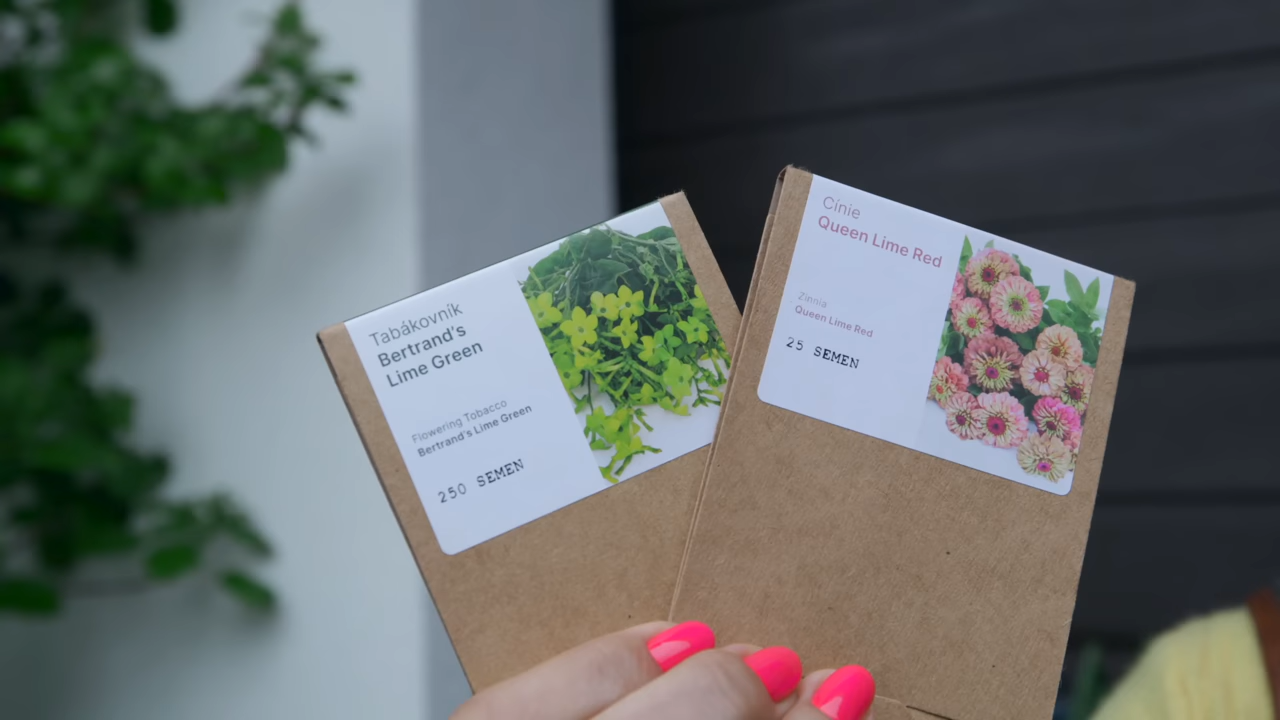 Tabákovník
Bertrand's
Lime Green
Flowering Tobacco
Bertrand's Lime Green
250 SEMEN
Cínie
Queen Lime Red
Zinnia
Queen Lime Red
25 SEMEN